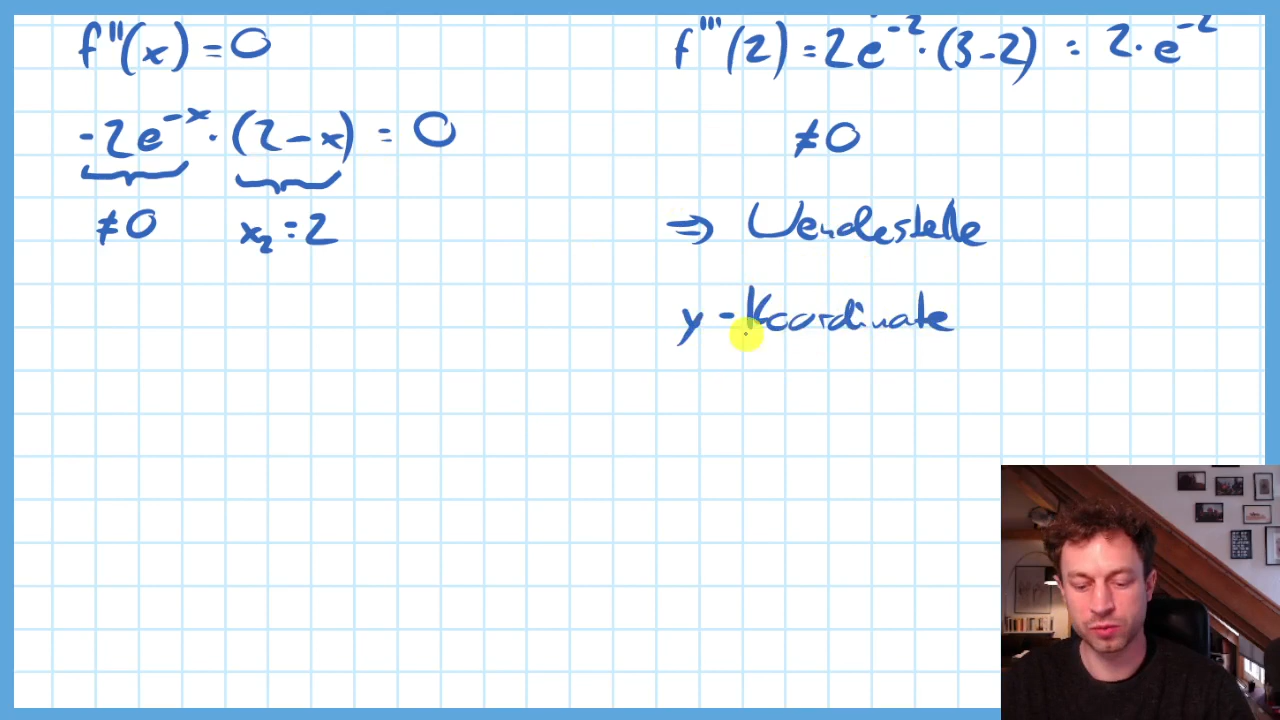 f''(x) = 0
-2e^{-x} · (2 - x) = 0
≠0 x₂ = 2
f'''(2) = 2e^{-2} · (3-2) = 2 · e^{-2}
≠0
⇒ Wendestelle
y - Koordinate